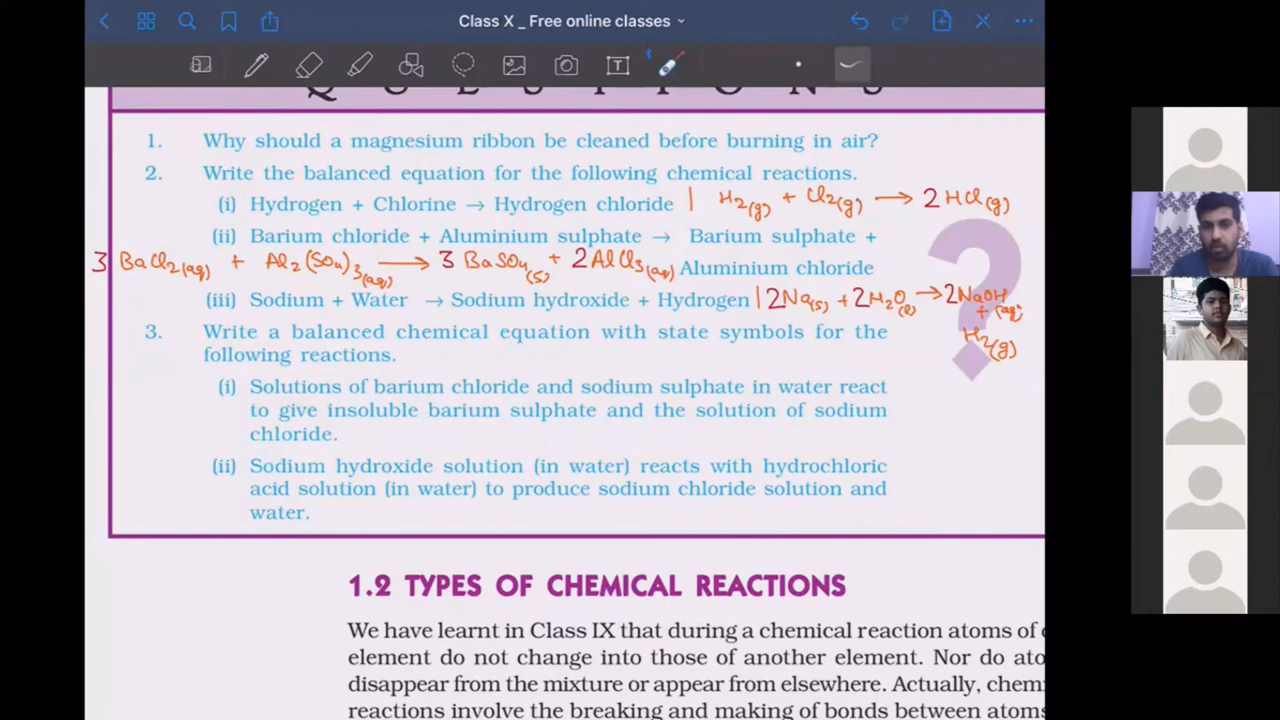 Class X _ Free online classes
QUESTIONS
1. Why should a magnesium ribbon be cleaned before burning in air?
2. Write the balanced equation for the following chemical reactions.
(i) Hydrogen + Chlorine → Hydrogen chloride | H₂(g) + Cl₂(g) → 2HCl(g)
(ii) Barium chloride + Aluminium sulphate → Barium sulphate +
3 BaCl₂(aq) + Al₂(SO₄)₃(aq) → 3 BaSO₄(s) + 2AlCl₃(aq) Aluminium chloride
(iii) Sodium + Water → Sodium hydroxide + Hydrogen | 2Na(s) + 2H₂O(l) → 2NaOH(aq)
+
H₂(g)
3. Write a balanced chemical equation with state symbols for the
following reactions.
(i) Solutions of barium chloride and sodium sulphate in water react
to give insoluble barium sulphate and the solution of sodium
chloride.
(ii) Sodium hydroxide solution (in water) reacts with hydrochloric
acid solution (in water) to produce sodium chloride solution and
water.
1.2 TYPES OF CHEMICAL REACTIONS
We have learnt in Class IX that during a chemical reaction atoms of
element do not change into those of another element. Nor do ato
disappear from the mixture or appear from elsewhere. Actually, chemi
reactions involve the breaking and making of bonds between atoms